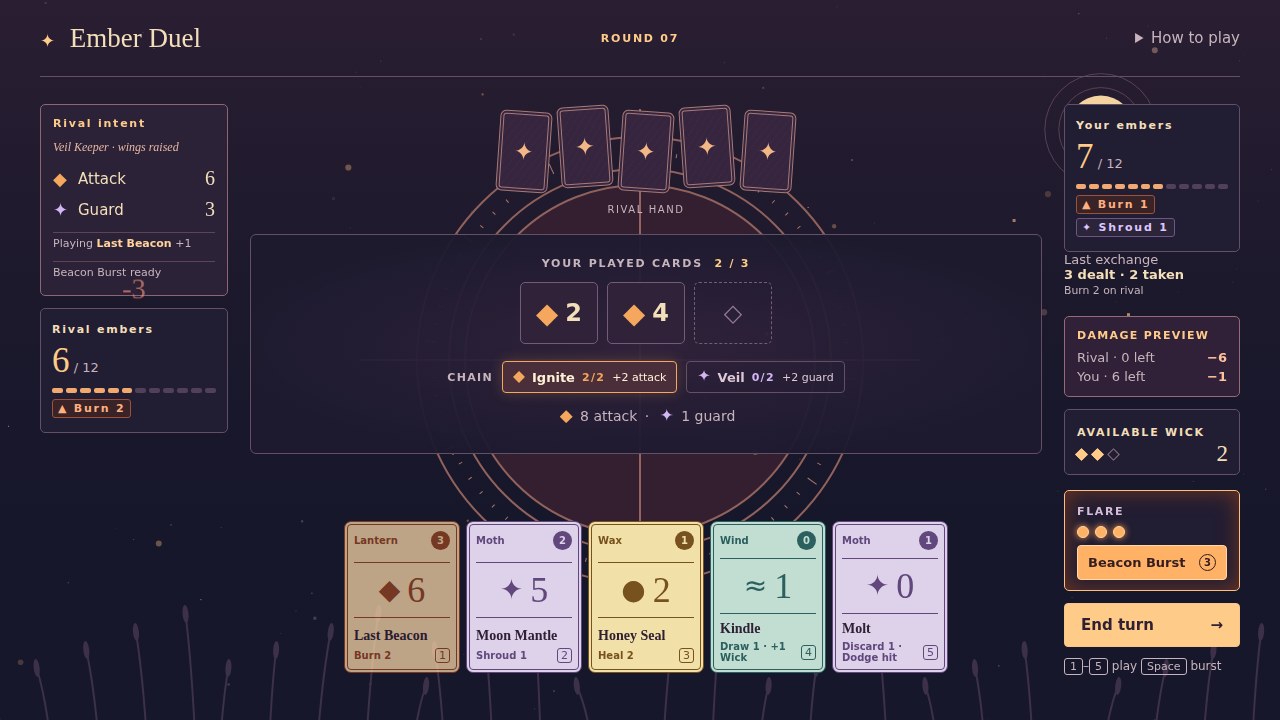 Ember Duel
ROUND 07
How to play
Rival intent
Veil Keeper · wings raised
Attack 6
Guard 3
Playing Last Beacon +1
Beacon Burst ready
-3
Rival embers
6 / 12
Burn 2
RIVAL HAND
YOUR PLAYED CARDS 2 / 3
2
4
CHAIN Ignite 2/2 +2 attack Veil 0/2 +2 guard
8 attack · 1 guard
Your embers
7 / 12
Burn 1
Shroud 1
Last exchange
3 dealt · 2 taken
Burn 2 on rival
DAMAGE PREVIEW
Rival · 0 left −6
You · 6 left −1
AVAILABLE WICK
2
FLARE
Beacon Burst 3
End turn →
1–5 play Space burst
Lantern 3
6
Last Beacon
Burn 2 1
Moth 2
5
Moon Mantle
Shroud 1 2
Wax 1
2
Honey Seal
Heal 2 3
Wind 0
1
Kindle
Draw 1 · +1
Wick 4
Moth 1
0
Molt
Discard 1 ·
Dodge hit 5